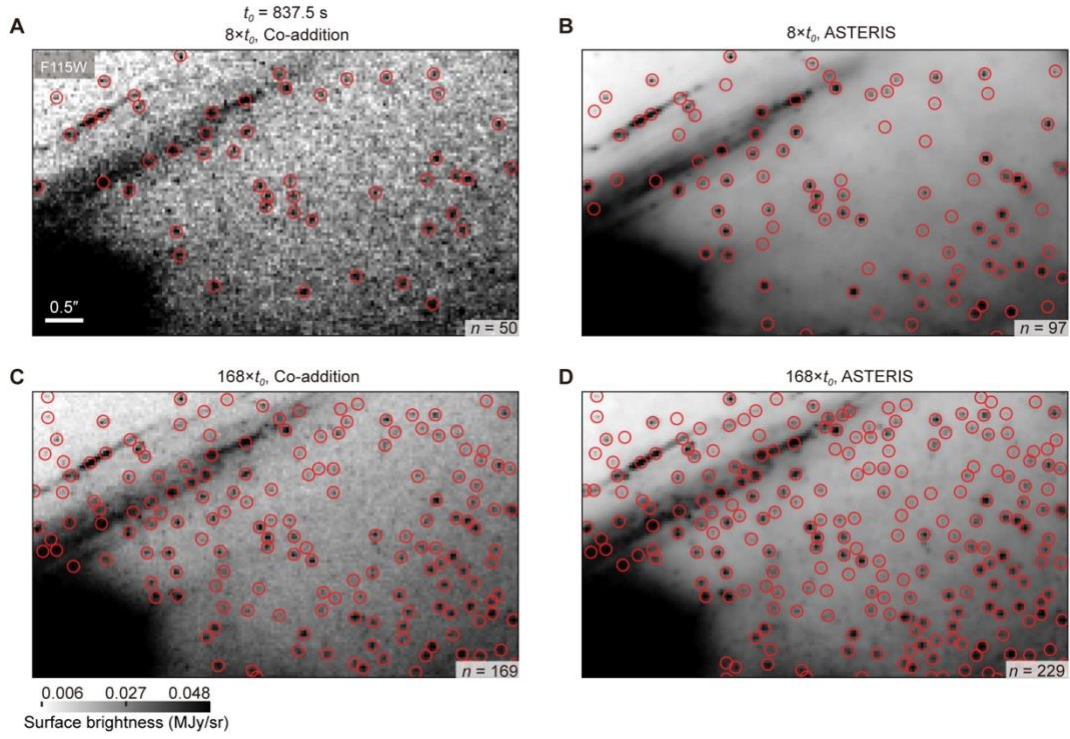 t₀ = 837.5 s
A
8×t₀, Co-addition
F115W
0.5″
n = 50
B
8×t₀, ASTERIS
n = 97
C
168×t₀, Co-addition
n = 169
0.006 0.027 0.048
Surface brightness (MJy/sr)
D
168×t₀, ASTERIS
n = 229